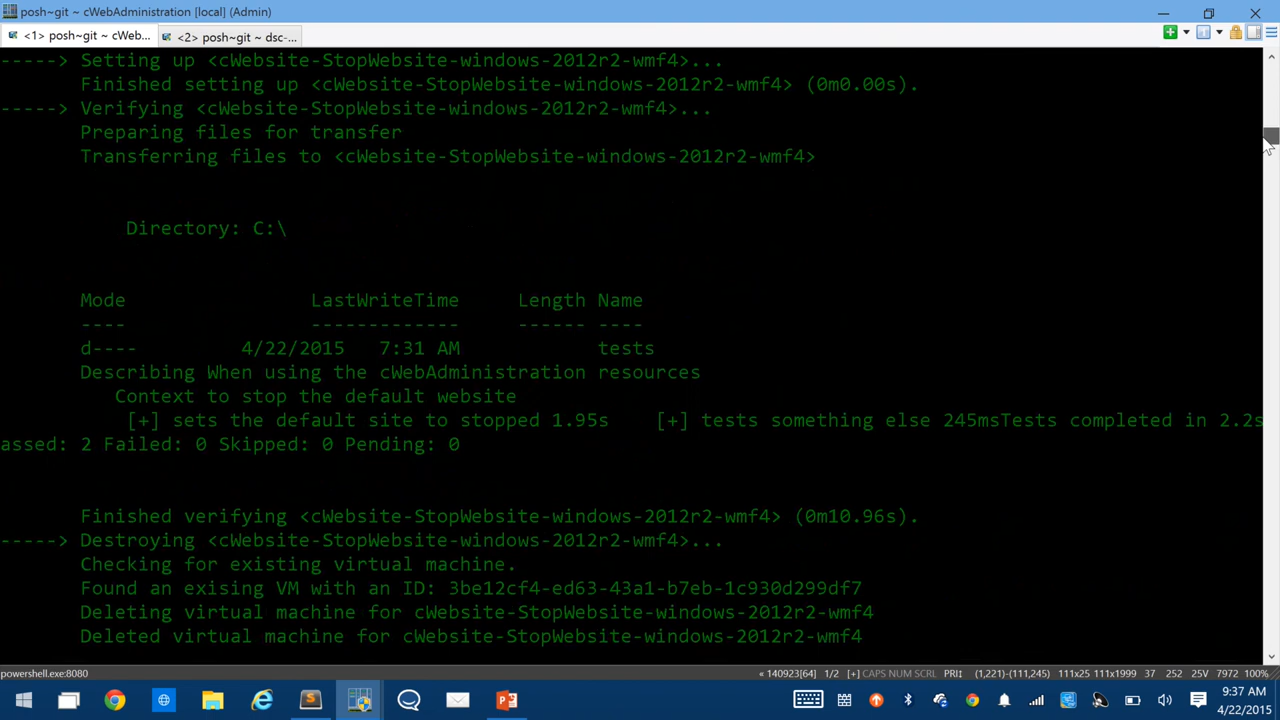 posh~git ~ cWebAdministration [local] (Admin)
<1> posh~git ~ cWeb...
<2> posh~git ~ dsc-...
-----> Setting up <cWebsite-StopWebsite-windows-2012r2-wmf4>...
Finished setting up <cWebsite-StopWebsite-windows-2012r2-wmf4> (0m0.00s).
-----> Verifying <cWebsite-StopWebsite-windows-2012r2-wmf4>...
Preparing files for transfer
Transferring files to <cWebsite-StopWebsite-windows-2012r2-wmf4>
Directory: C:\
Mode LastWriteTime Length Name
---- ------------- ------ ----
d---- 4/22/2015 7:31 AM tests
Describing When using the cWebAdministration resources
Context to stop the default website
[+] sets the default site to stopped 1.95s [+] tests something else 245msTests completed in 2.2s
assed: 2 Failed: 0 Skipped: 0 Pending: 0
Finished verifying <cWebsite-StopWebsite-windows-2012r2-wmf4> (0m10.96s).
-----> Destroying <cWebsite-StopWebsite-windows-2012r2-wmf4>...
Checking for existing virtual machine.
Found an exising VM with an ID: 3be12cf4-ed63-43a1-b7eb-1c930d299df7
Deleting virtual machine for cWebsite-StopWebsite-windows-2012r2-wmf4
Deleted virtual machine for cWebsite-StopWebsite-windows-2012r2-wmf4
powershell.exe:8080 « 140923[64] 1/2 [+] CAPS NUM SCRL PRI↕ (1,221)-(111,245) 111x25 111x1999 37 252 25V 7972 100%
9:37 AM
4/22/2015